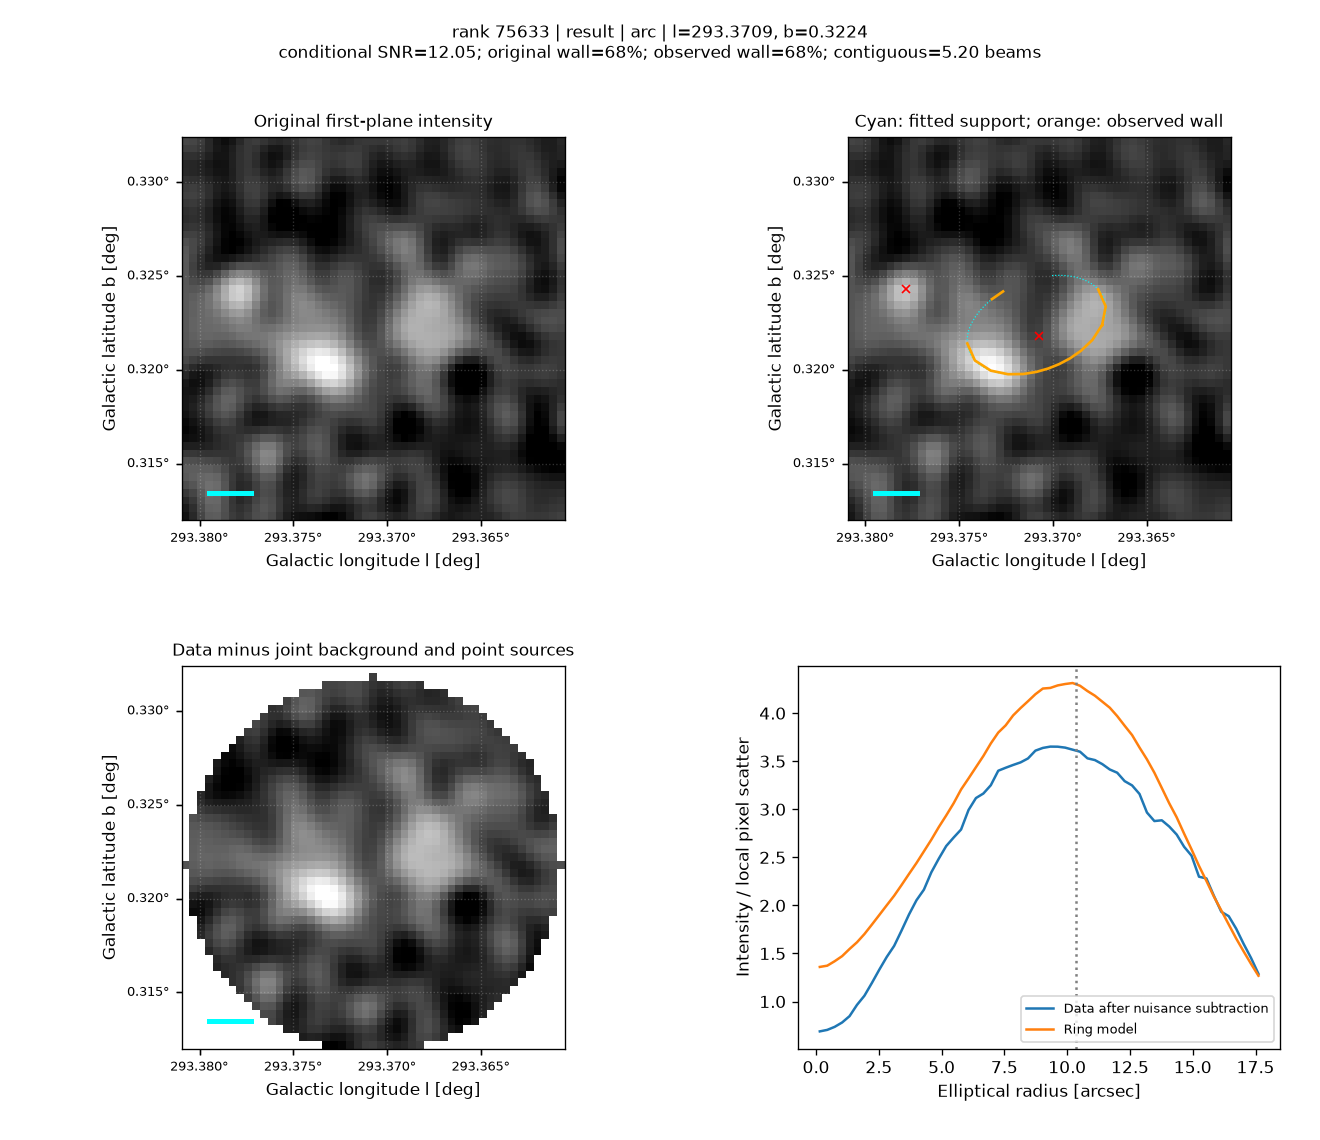 rank 75633 | result | arc | l=293.3709, b=0.3224
conditional SNR=12.05; original wall=68%; observed wall=68%; contiguous=5.20 beams
Original first-plane intensity
0.330°
0.325°
0.320°
0.315°
Galactic latitude b [deg]
293.380°
293.375°
293.370°
293.365°
Galactic longitude l [deg]
Cyan: fitted support; orange: observed wall
0.330°
0.325°
0.320°
0.315°
Galactic latitude b [deg]
293.380°
293.375°
293.370°
293.365°
Galactic longitude l [deg]
Data minus joint background and point sources
0.330°
0.325°
0.320°
0.315°
Galactic latitude b [deg]
293.380°
293.375°
293.370°
293.365°
Galactic longitude l [deg]
4.0
3.5
3.0
2.5
2.0
1.5
1.0
Intensity / local pixel scatter
Data after nuisance subtraction
Ring model
0.0
2.5
5.0
7.5
10.0
12.5
15.0
17.5
Elliptical radius [arcsec]